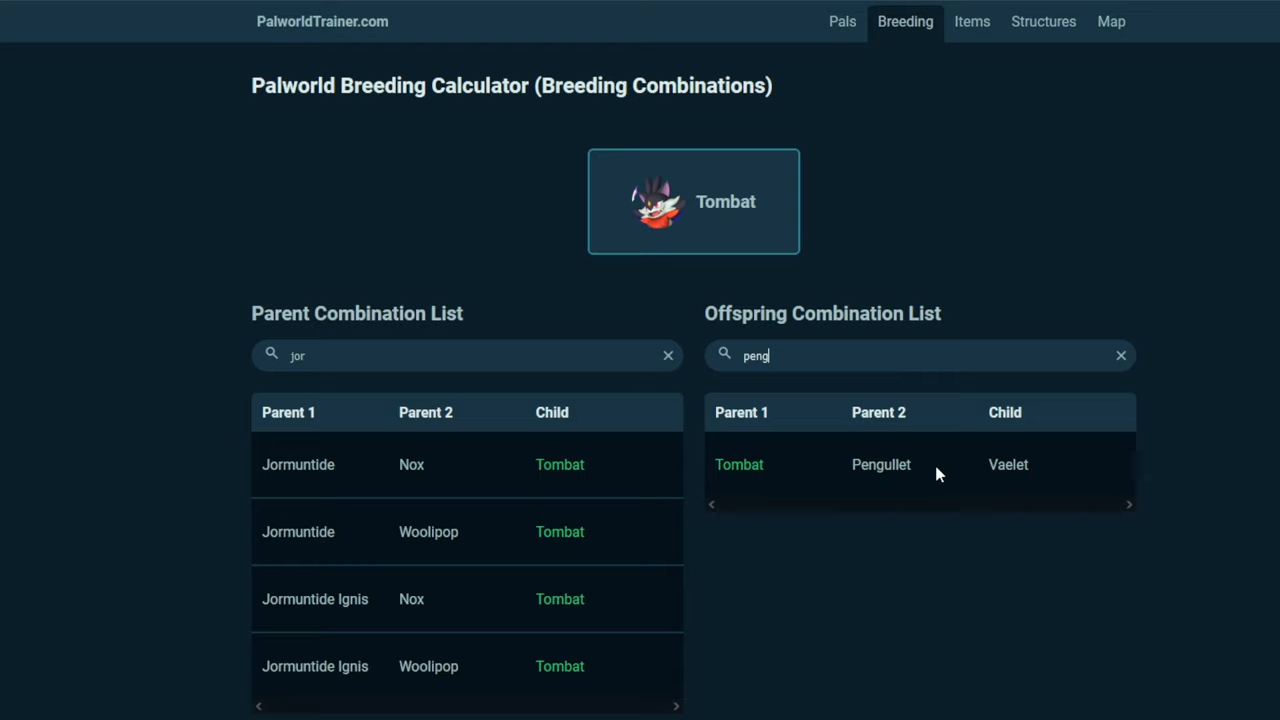 PalworldTrainer.com Pals Breeding Items Structures Map
Palworld Breeding Calculator (Breeding Combinations)
Tombat
Parent Combination List
jor
Parent 1 Parent 2 Child
Jormuntide Nox Tombat
Jormuntide Woolipop Tombat
Jormuntide Ignis Nox Tombat
Jormuntide Ignis Woolipop Tombat
Offspring Combination List
peng
Parent 1 Parent 2 Child
Tombat Pengullet Vaelet